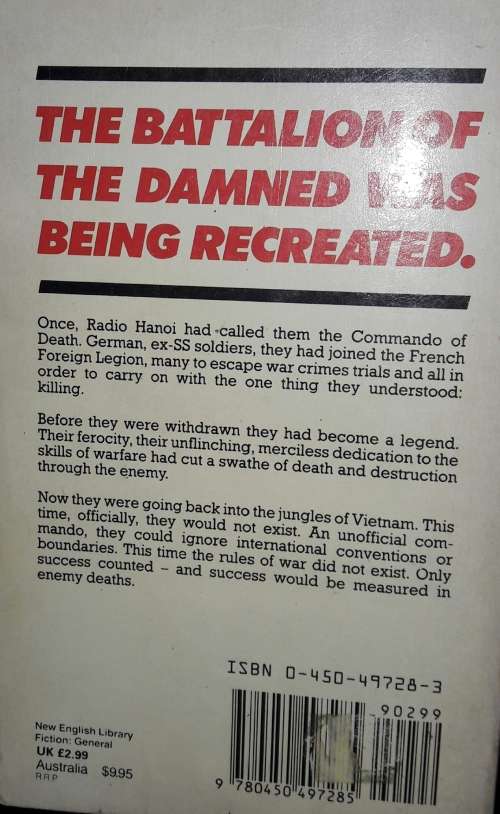 THE BATTALION OF
THE DAMNED WAS
BEING RECREATED.
Once, Radio Hanoi had called them the Commando of
Death. German, ex-SS soldiers, they had joined the French
Foreign Legion, many to escape war crimes trials and all in
order to carry on with the one thing they understood:
killing.
Before they were withdrawn they had become a legend.
Their ferocity, their unflinching, merciless dedication to the
skills of warfare had cut a swathe of death and destruction
through the enemy.
Now they were going back into the jungles of Vietnam. This
time, officially, they would not exist. An unofficial com-
mando, they could ignore international conventions or
boundaries. This time the rules of war did not exist. Only
success counted – and success would be measured in
enemy deaths.
ISBN 0-450-49728-3
90299
New English Library
Fiction: General
UK £2.99
Australia $9.95
RRP
9 780450 497285